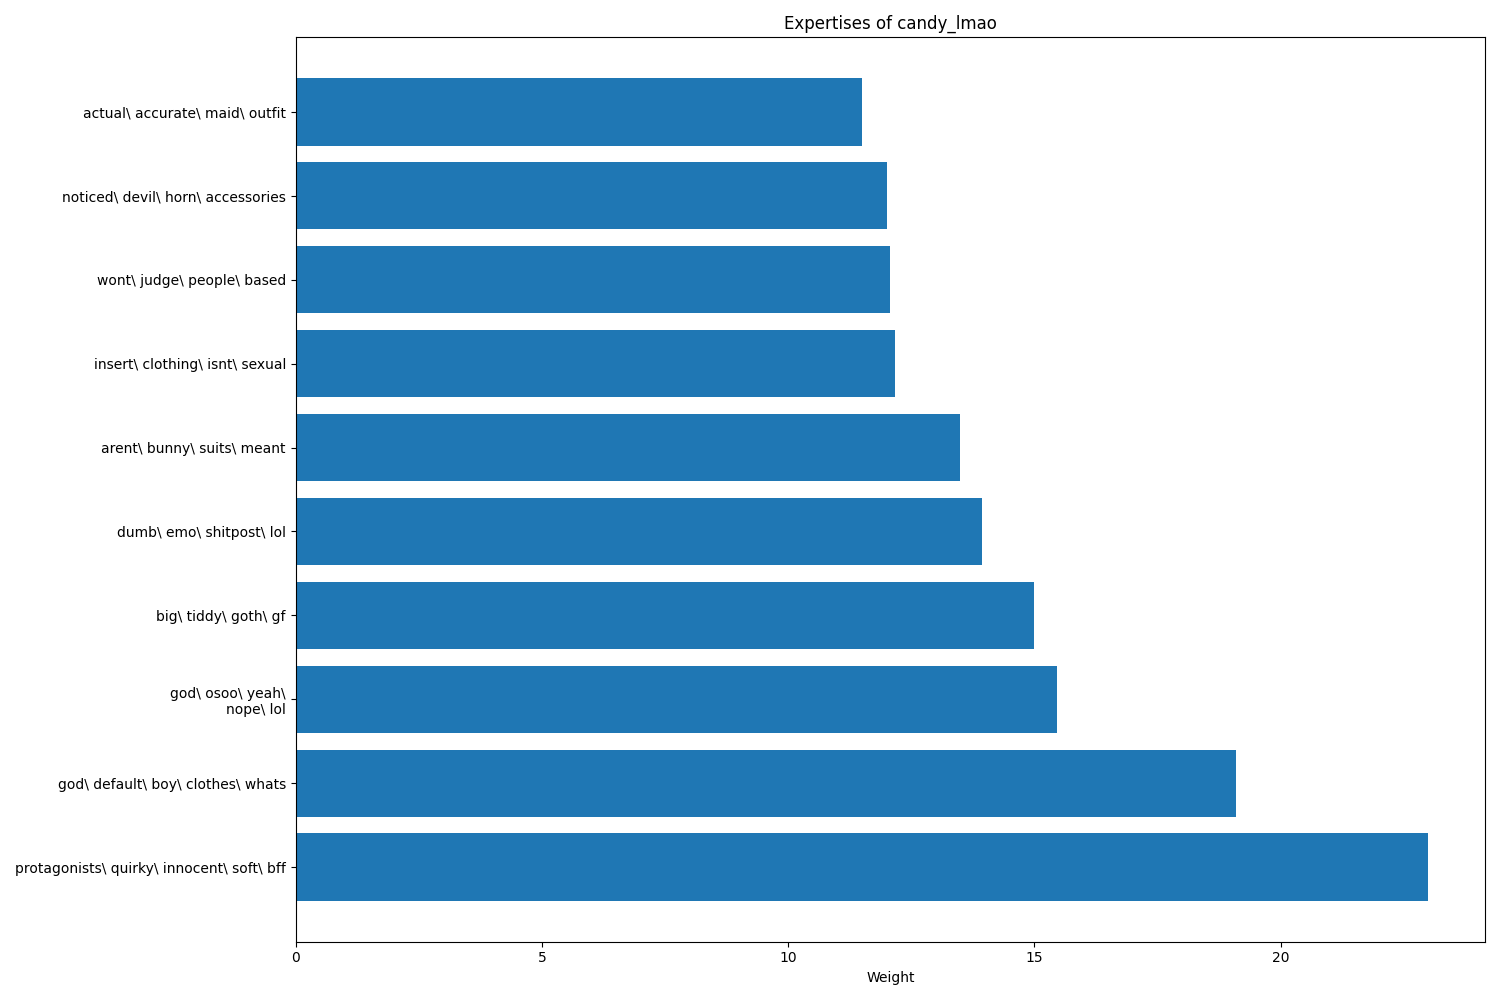 Expertises of candy_lmao
actual\ accurate\ maid\ outfit
noticed\ devil\ horn\ accessories
wont\ judge\ people\ based
insert\ clothing\ isnt\ sexual
arent\ bunny\ suits\ meant
dumb\ emo\ shitpost\ lol
big\ tiddy\ goth\ gf
god\ osoo\ yeah\
nope\ lol
god\ default\ boy\ clothes\ whats
protagonists\ quirky\ innocent\ soft\ bff
0 5 10 15 20
Weight